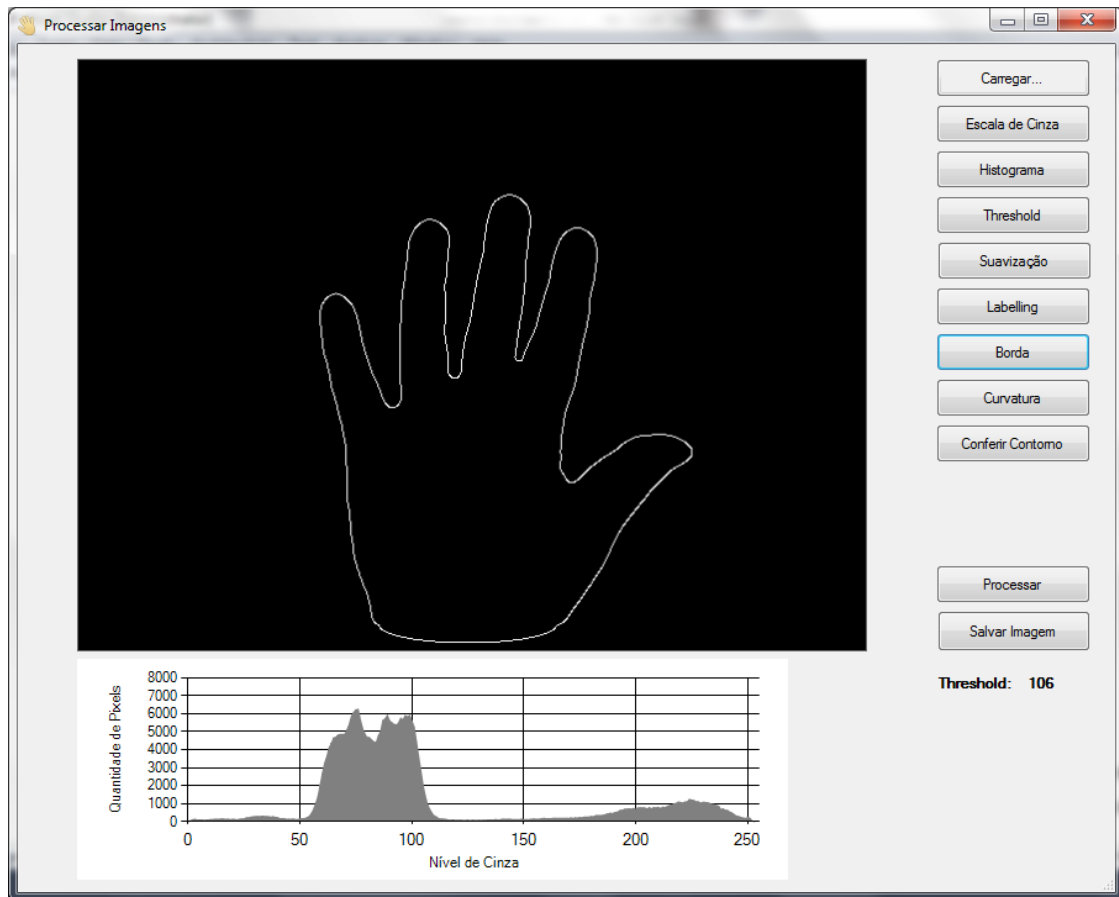 Processar Imagens
Carregar...
Escala de Cinza
Histograma
Threshold
Suavização
Labelling
Borda
Curvatura
Conferir Contorno
Processar
Salvar Imagem
Threshold: 106
Quantidade de Pixels
8000
7000
6000
5000
4000
3000
2000
1000
0
0 50 100 150 200 250
Nível de Cinza